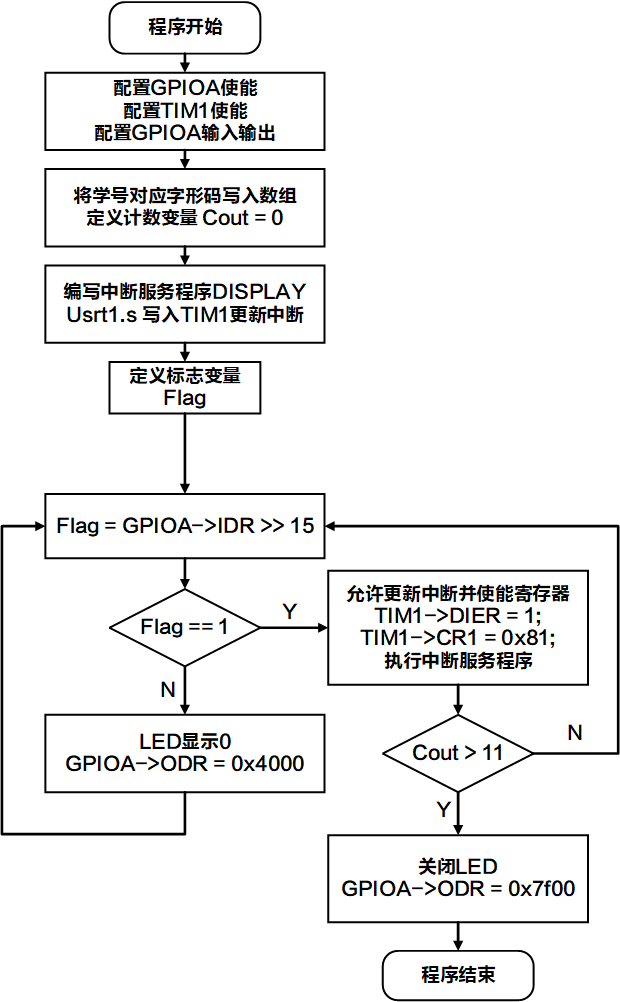 程序开始
配置GPIOA使能
配置TIM1使能
配置GPIOA输入输出
将学号对应字形码写入数组
定义计数变量 Cout = 0
编写中断服务程序DISPLAY
Usrt1.s 写入TIM1更新中断
定义标志变量
Flag
Flag = GPIOA->IDR >> 15
Flag == 1
Y
N
允许更新中断并使能寄存器
TIM1->DIER = 1;
TIM1->CR1 = 0x81;
执行中断服务程序
LED显示0
GPIOA->ODR = 0x4000
Cout > 11
N
Y
关闭LED
GPIOA->ODR = 0x7f00
程序结束